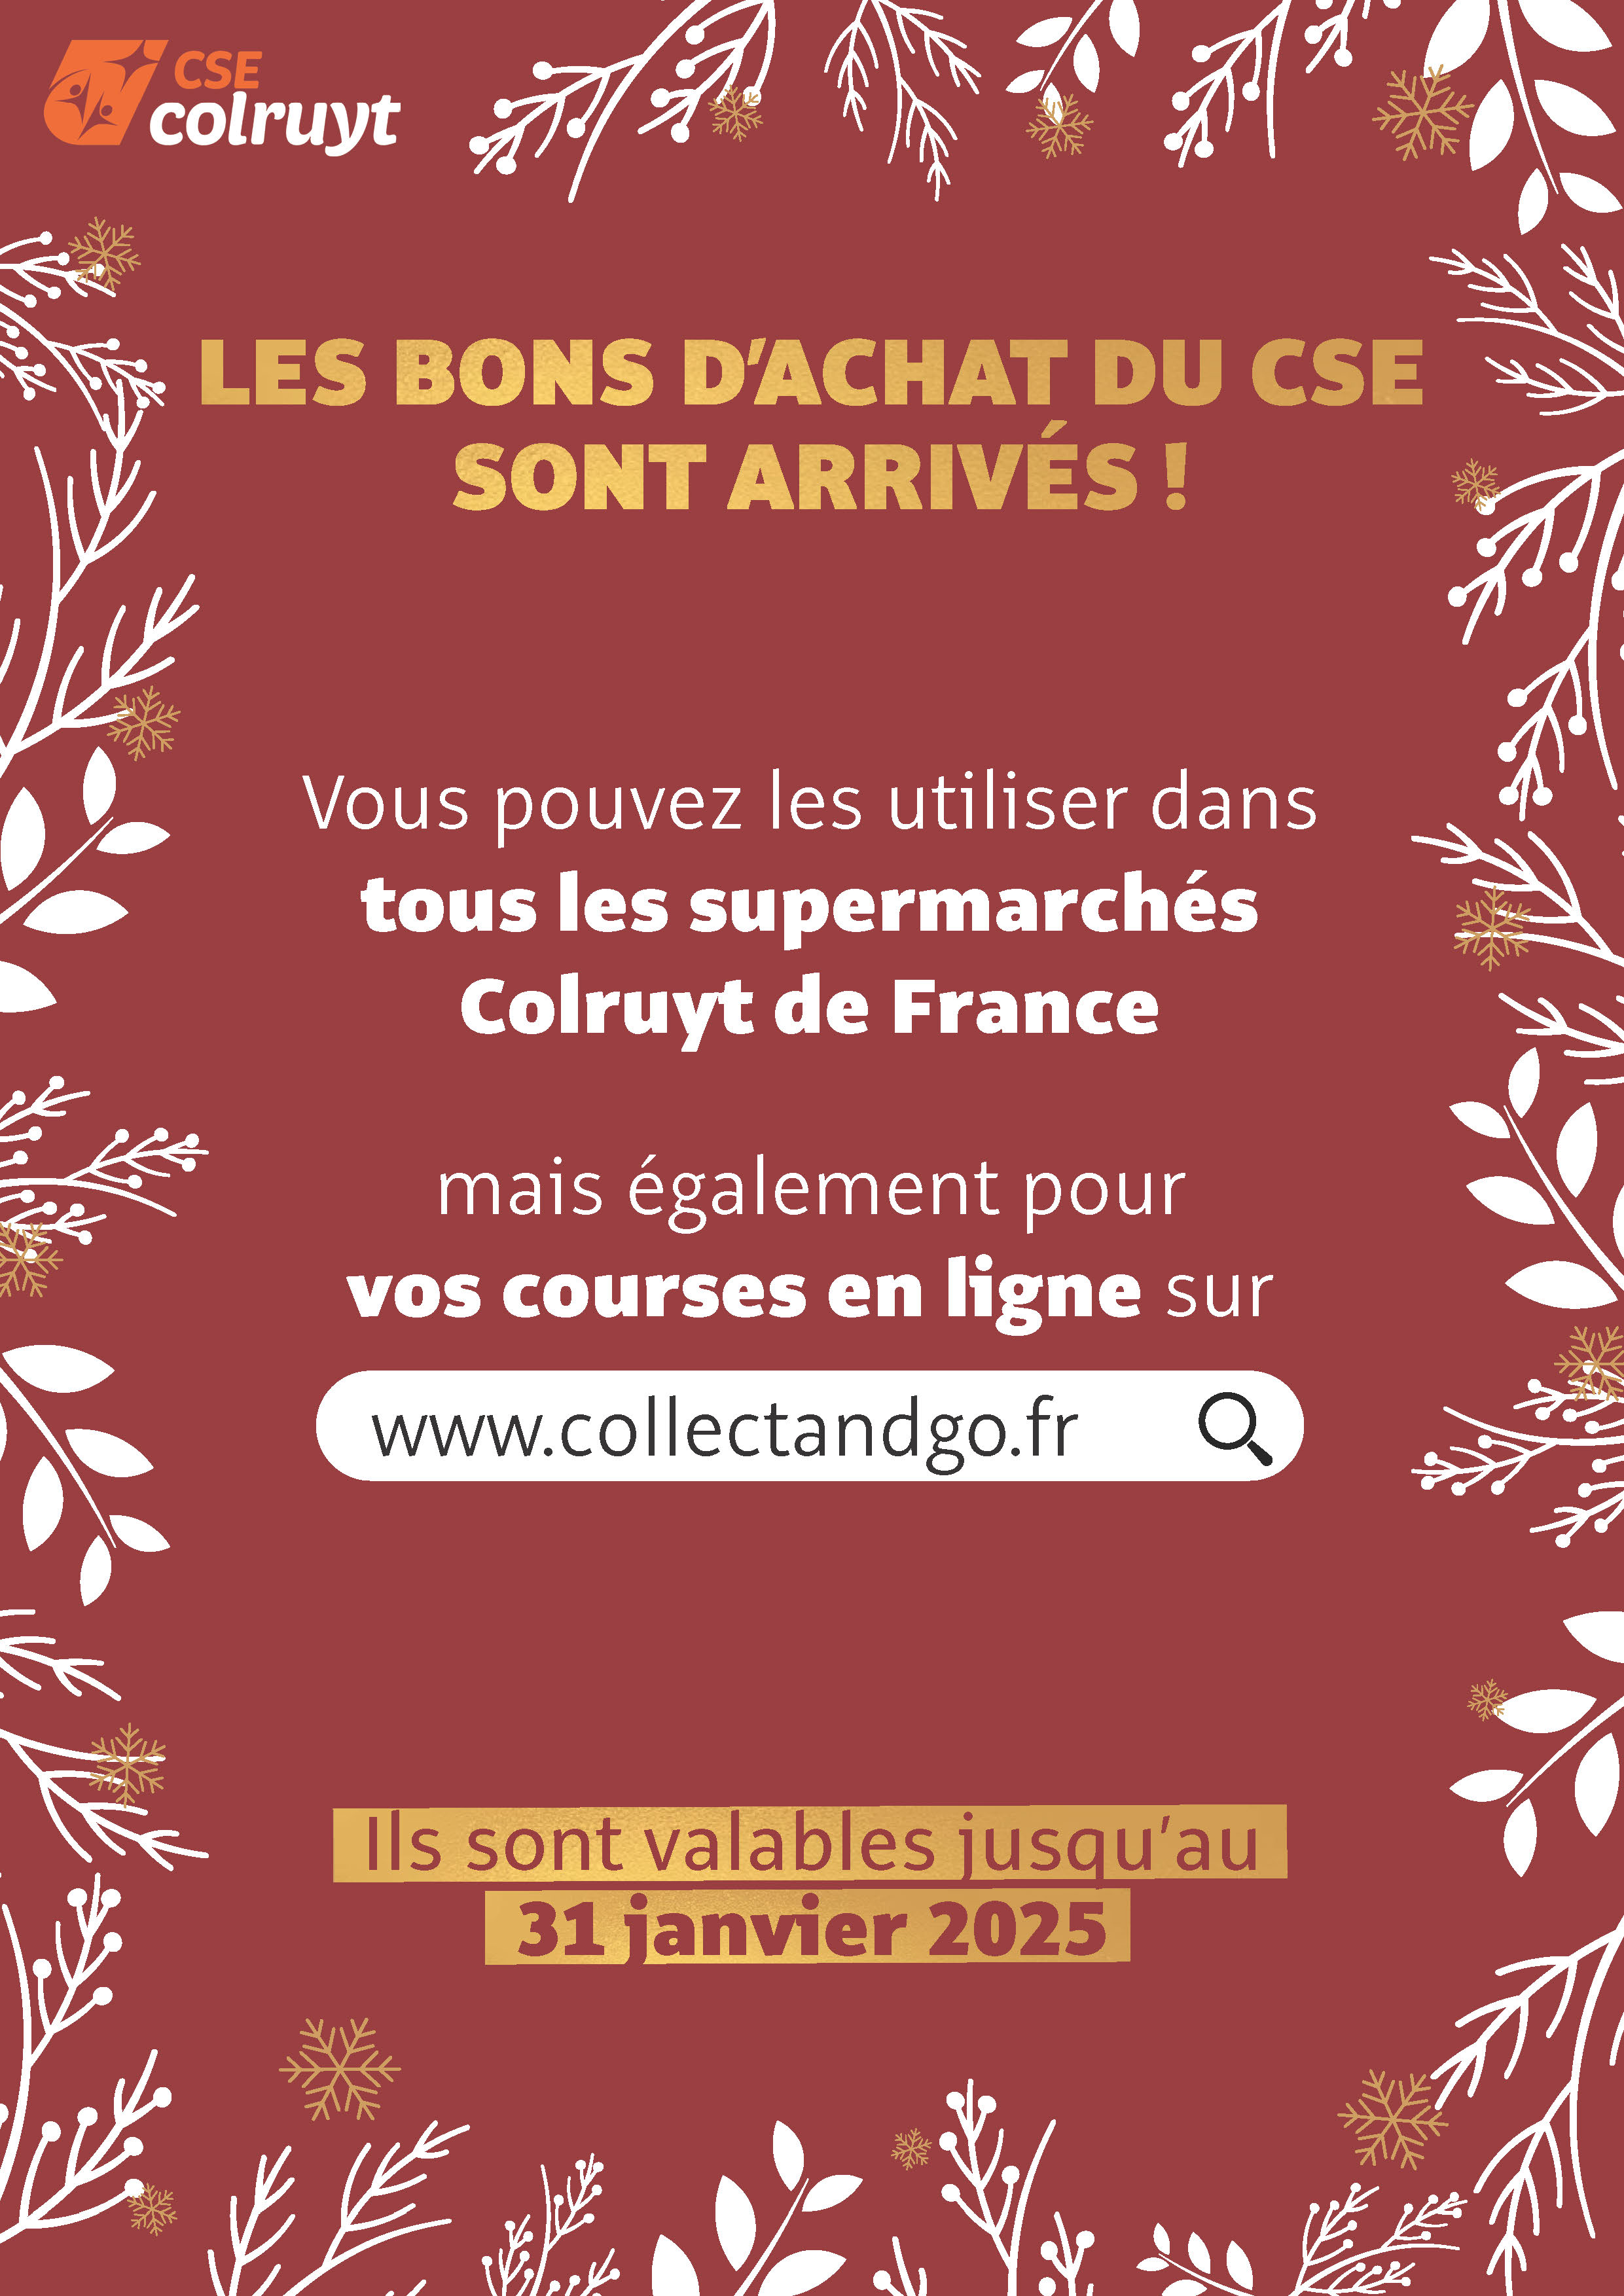 CSE
colruyt
LES BONS D’ACHAT DU CSE
SONT ARRIVÉS !
Vous pouvez les utiliser dans
tous les supermarchés
Colruyt de France
mais également pour
vos courses en ligne sur
www.collectandgo.fr
Ils sont valables jusqu’au
31 janvier 2025